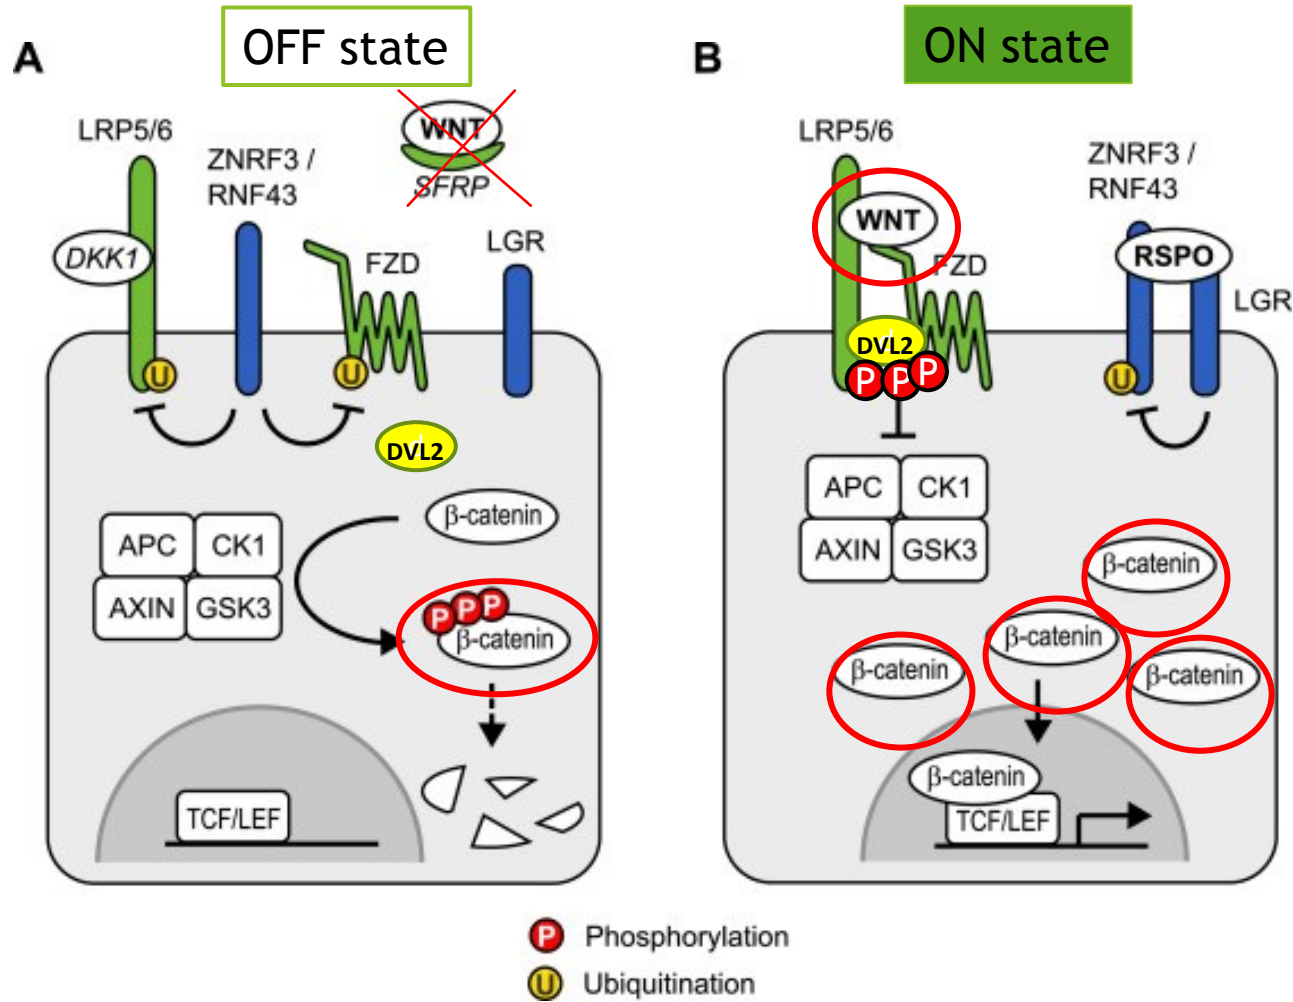 A
OFF state
LRP5/6
ZNRF3 /
RNF43
WNT
SFRP
DKK1
FZD
LGR
U
U
DVL2
APC
CK1
AXIN
GSK3
β-catenin
P P P
β-catenin
TCF/LEF
B
ON state
LRP5/6
ZNRF3 /
RNF43
WNT
FZD
RSPO
LGR
DVL2
P P P
U
APC
CK1
AXIN
GSK3
β-catenin
β-catenin
β-catenin
β-catenin
β-catenin
TCF/LEF
P Phosphorylation
U Ubiquitination